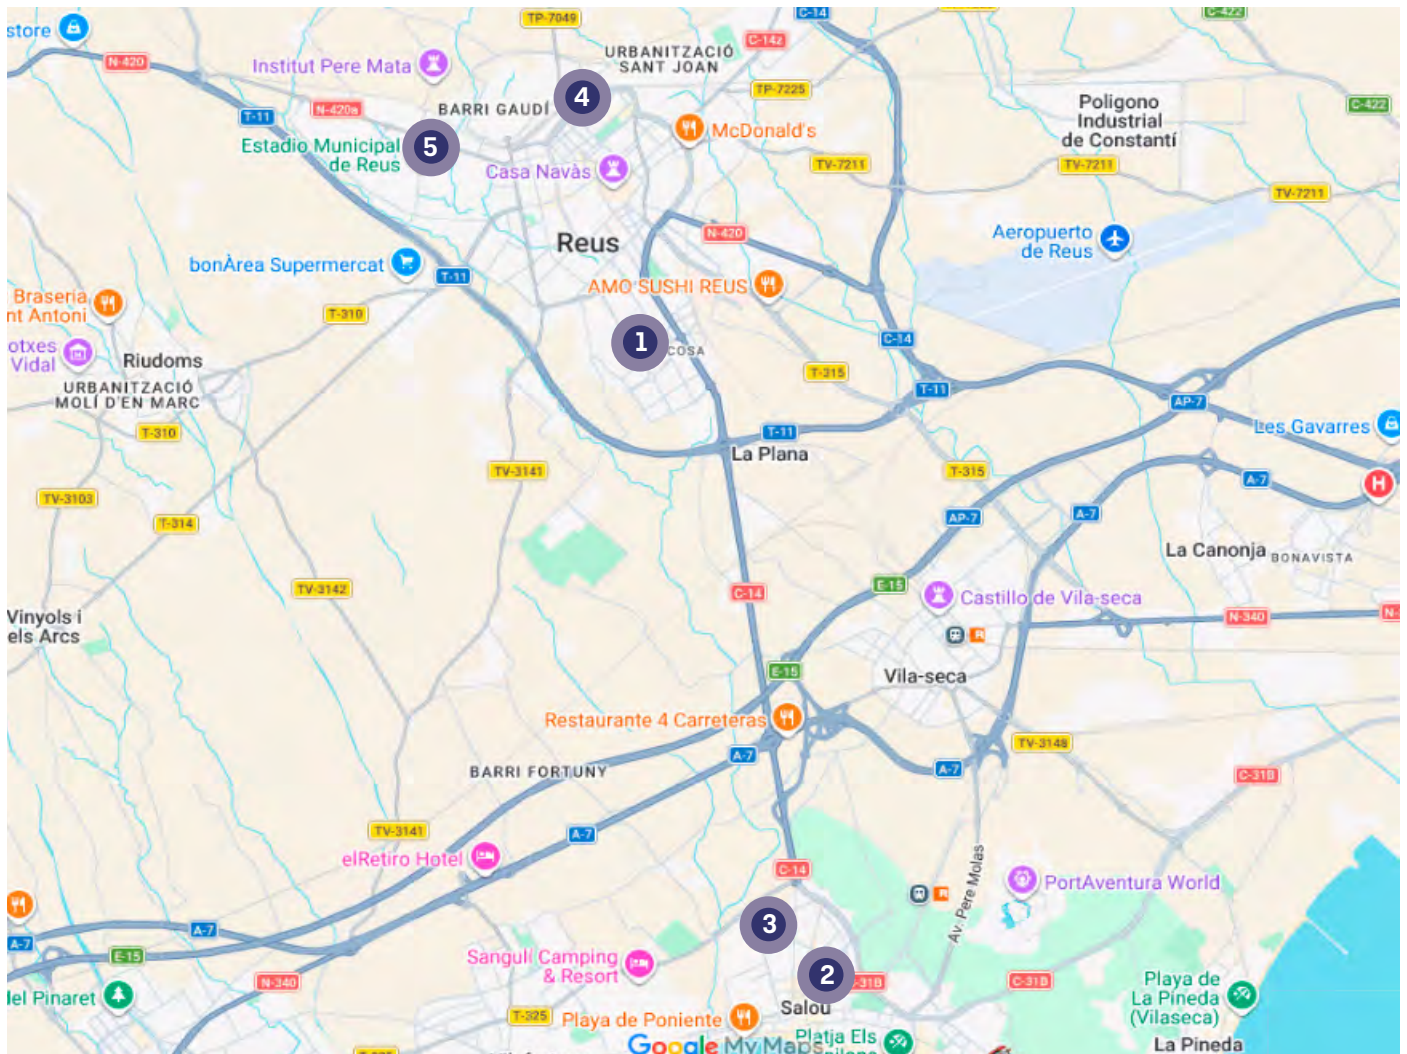 store
TP-7049
C-14
C-422
N-420
Institut Pere Mata
URBANITZACIÓ
SANT JOAN
C-14z
TP-7225
4
BARRI GAUDÍ
N-420a
T-11
Poligono
Industrial
de Constantí
C-422
McDonald's
Estadio Municipal
de Reus
5
Casa Navàs
TV-7211
TV-7211
TV-7211
Reus
N-420
Aeropuerto
de Reus
bonÀrea Supermercat
T-11
AMO SUSHI REUS
Braseria
nt Antoni
T-310
1
COSA
C-14
otxes
Vidal
Riudoms
URBANITZACIÓ
MOLÍ D'EN MARC
T-315
T-11
AP-7
T-310
T-11
La Plana
Les Gavarres
TV-3141
T-315
A-7
H
TV-3103
T-314
AP-7
A-7
La Canonja
BONAVISTA
TV-3142
C-14
E-15
Castillo de Vila-seca
Vinyols i
els Arcs
N-340
N-
E-15
Vila-seca
Restaurante 4 Carreteras
A-7
TV-3148
BARRI FORTUNY
A-7
C-31B
TV-3141
A-7
elRetiro Hotel
C-14
Av. Pere Molas
PortAventura World
3
A-7
A-7
E-15
Sangulí Camping
& Resort
2
C-31B
-31B
N-340
del Pinaret
Salou
Playa de
La Pineda
(Vilaseca)
T-325
Playa de Poniente
Platja Els
La Pineda
Google My Maps